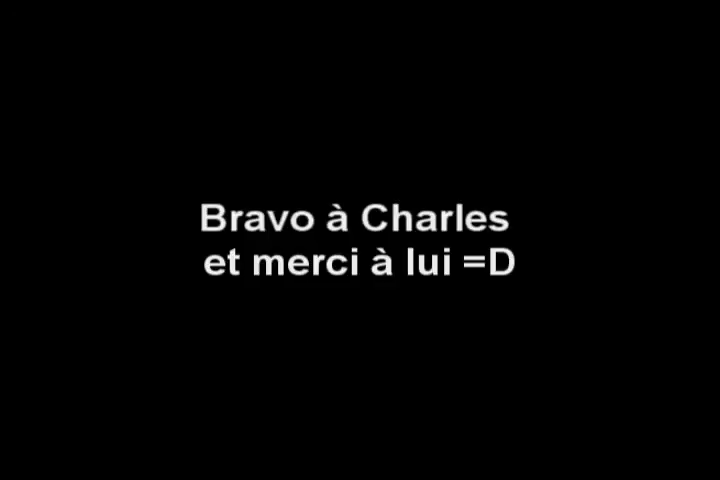 Bravo à Charles
et merci à lui =D